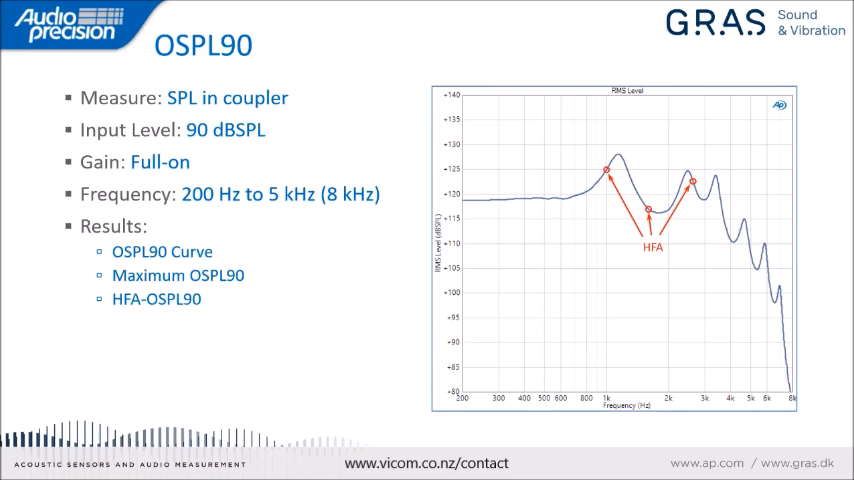 Audio precision
GRAS Sound & Vibration
OSPL90
Measure: SPL in coupler
Input Level: 90 dBSPL
Gain: Full-on
Frequency: 200 Hz to 5 kHz (8 kHz)
Results:
OSPL90 Curve
Maximum OSPL90
HFA-OSPL90
RMS Level
AP
+140
+135
+130
+125
+120
+115
+110
+105
+100
+95
+90
+85
+80
RMS Level (dBSPL)
HFA
200 300 400 500 600 800 1k 2k 3k 4k 5k 6k 8k
Frequency (Hz)
ACOUSTIC SENSORS AND AUDIO MEASUREMENT
www.vicom.co.nz/contact
www.ap.com / www.gras.dk